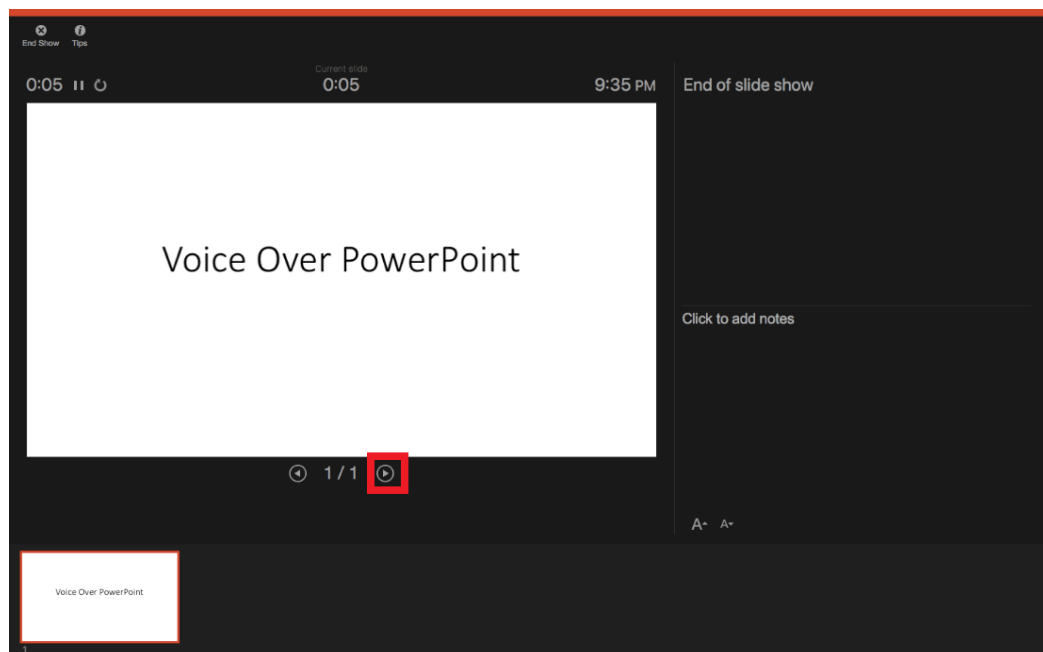 End Show Tips
Current slide
0:05 0:05 9:35 PM
End of slide show
Voice Over PowerPoint
Click to add notes
1 / 1
A A
Voice Over PowerPoint
1